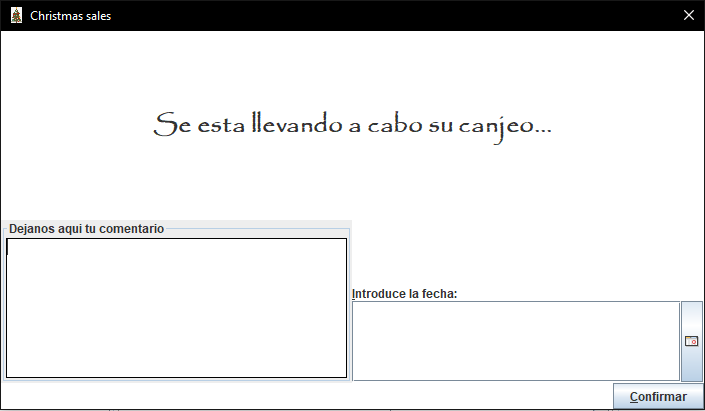 Christmas sales
Se esta llevando a cabo su canjeo...
Dejanos aqui tu comentario
Introduce la fecha:
Confirmar